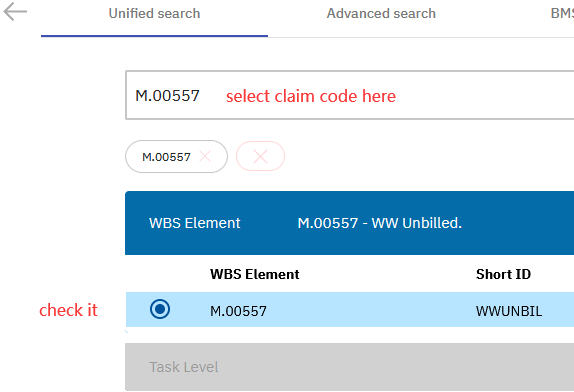 Unified search Advanced search BMS
M.00557 select claim code here
M.00557
WBS Element M.00557 - WW Unbilled.
WBS Element Short ID
check it M.00557 WWUNBIL
Task Level